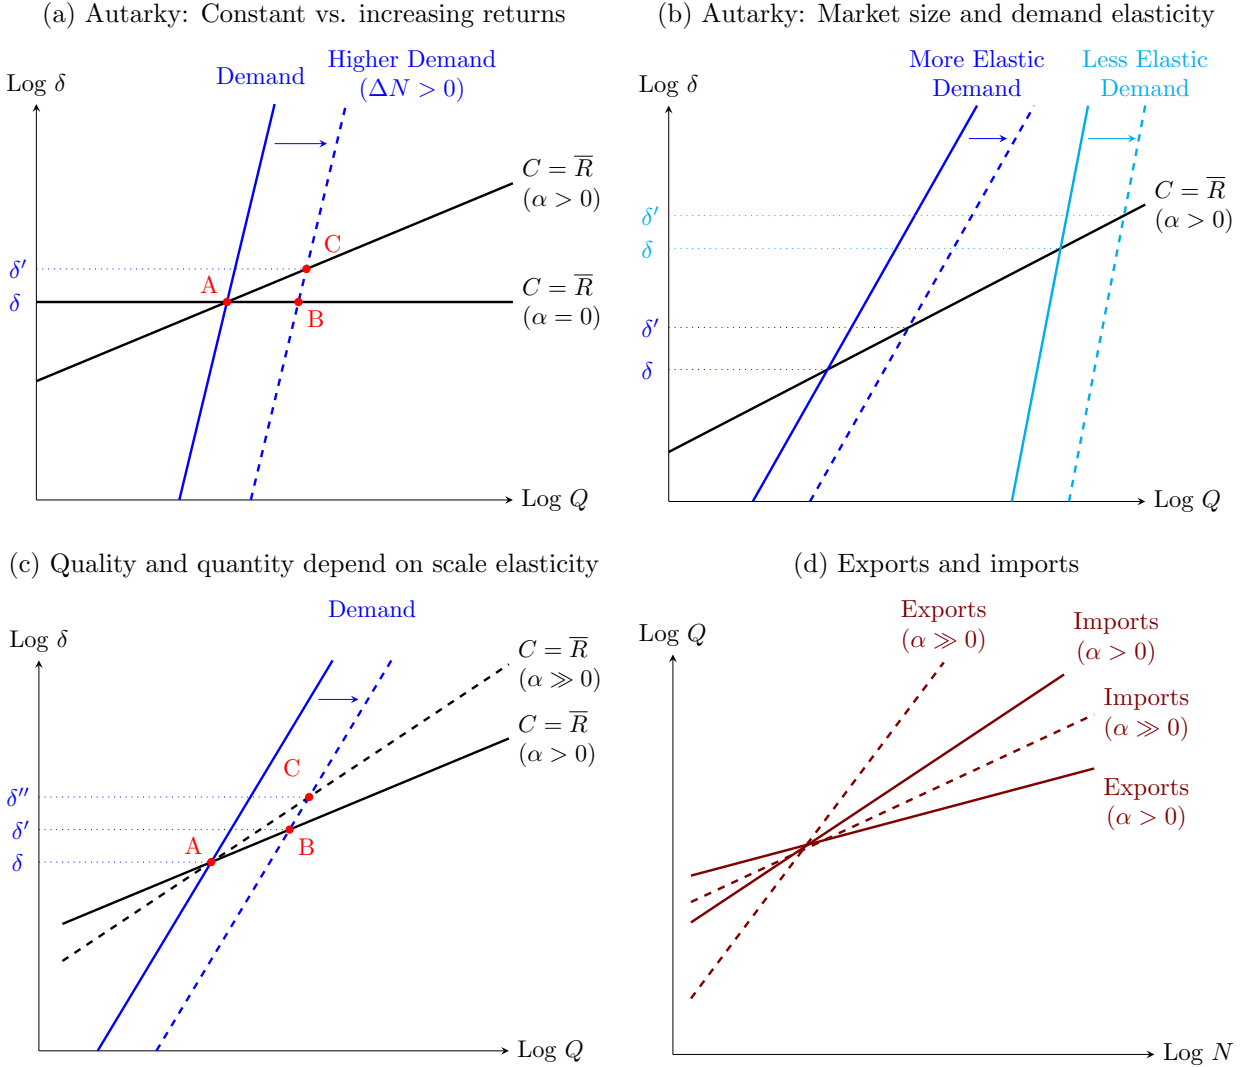 (a) Autarky: Constant vs. increasing returns
Log δ
Demand
Higher Demand
(ΔN > 0)
C = R̅
(α > 0)
C = R̅
(α = 0)
δ′
δ
A
B
C
Log Q
(b) Autarky: Market size and demand elasticity
Log δ
More Elastic
Demand
Less Elastic
Demand
C = R̅
(α > 0)
δ′
δ
δ′
δ
Log Q
(c) Quality and quantity depend on scale elasticity
Log δ
Demand
C = R̅
(α ≫ 0)
C = R̅
(α > 0)
δ″
δ′
δ
A
B
C
Log Q
(d) Exports and imports
Log Q
Exports
(α ≫ 0)
Imports
(α > 0)
Imports
(α ≫ 0)
Exports
(α > 0)
Log N